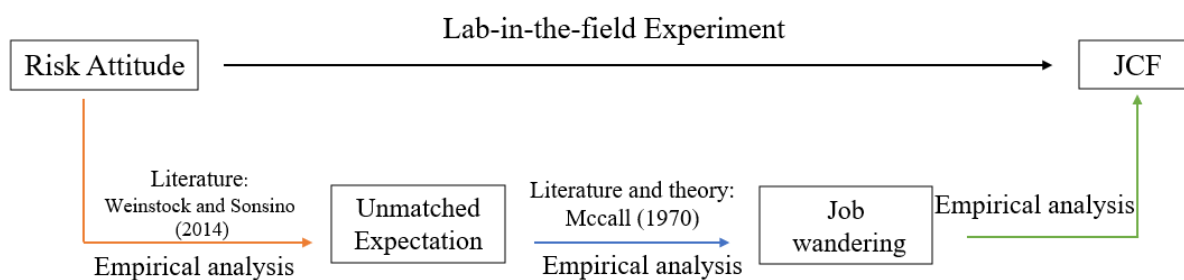 Lab-in-the-field Experiment
Risk Attitude
JCF
Literature:
Weinstock and Sonsino
(2014)
Empirical analysis
Unmatched
Expectation
Literature and theory:
Mccall (1970)
Empirical analysis
Job
wandering
Empirical analysis